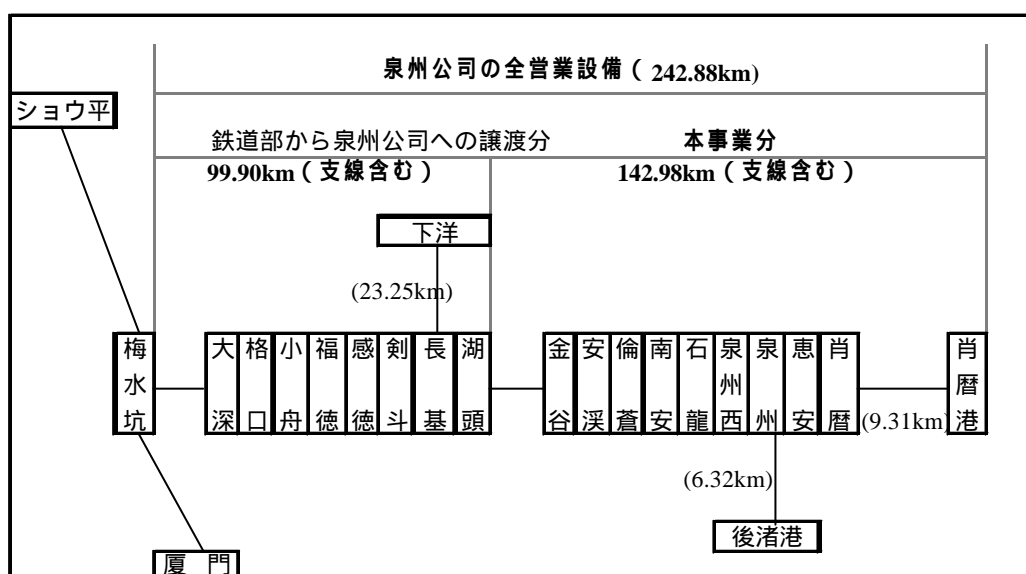 泉州公司の全営業設備（242.88km)
ショウ平
鉄道部から泉州公司への譲渡分
本事業分
99.90km（支線含む）
142.98km（支線含む）
下洋
(23.25km)
梅水坑
大深
格口
小舟
福徳
感徳
剣斗
長基
湖頭
金谷
安渓
倫蒼
南安
石龍
泉州西
泉州
恵安
肖暦
肖暦港
(9.31km)
(6.32km)
後渚港
厦門